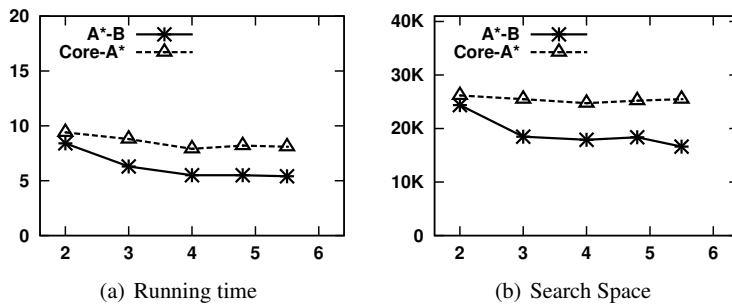 20
15
10
5
0
A*-B
Core-A*
2 3 4 5 6
(a) Running time
40K
30K
20K
10K
0
A*-B
Core-A*
2 3 4 5 6
(b) Search Space